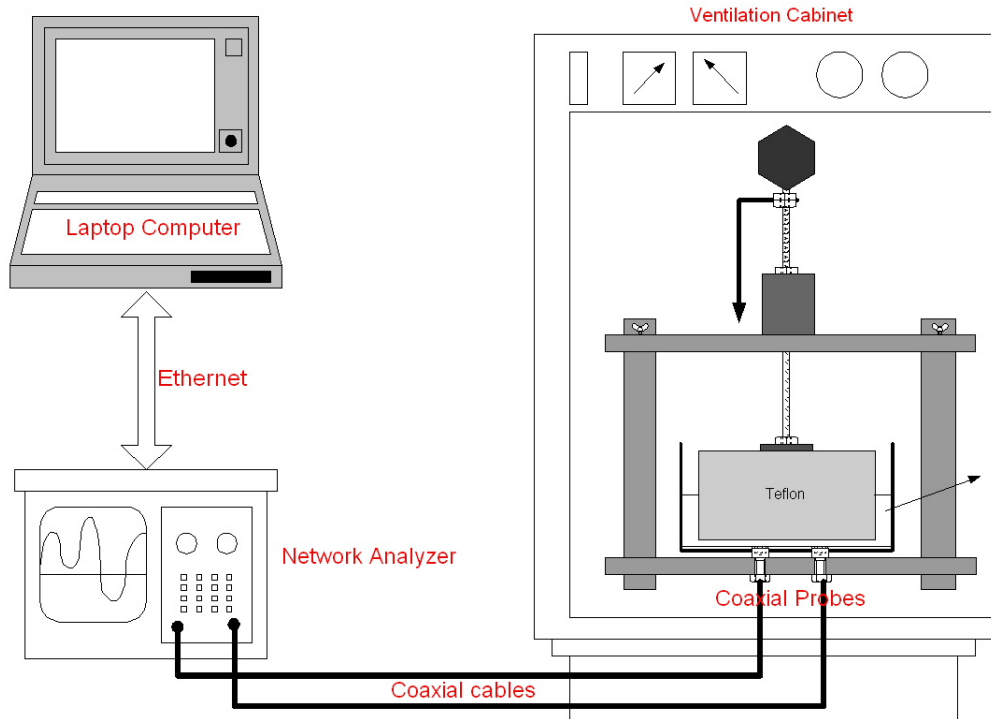 Ventilation Cabinet
Laptop Computer
Ethernet
Teflon
Network Analyzer
Coaxial Probes
Coaxial cables